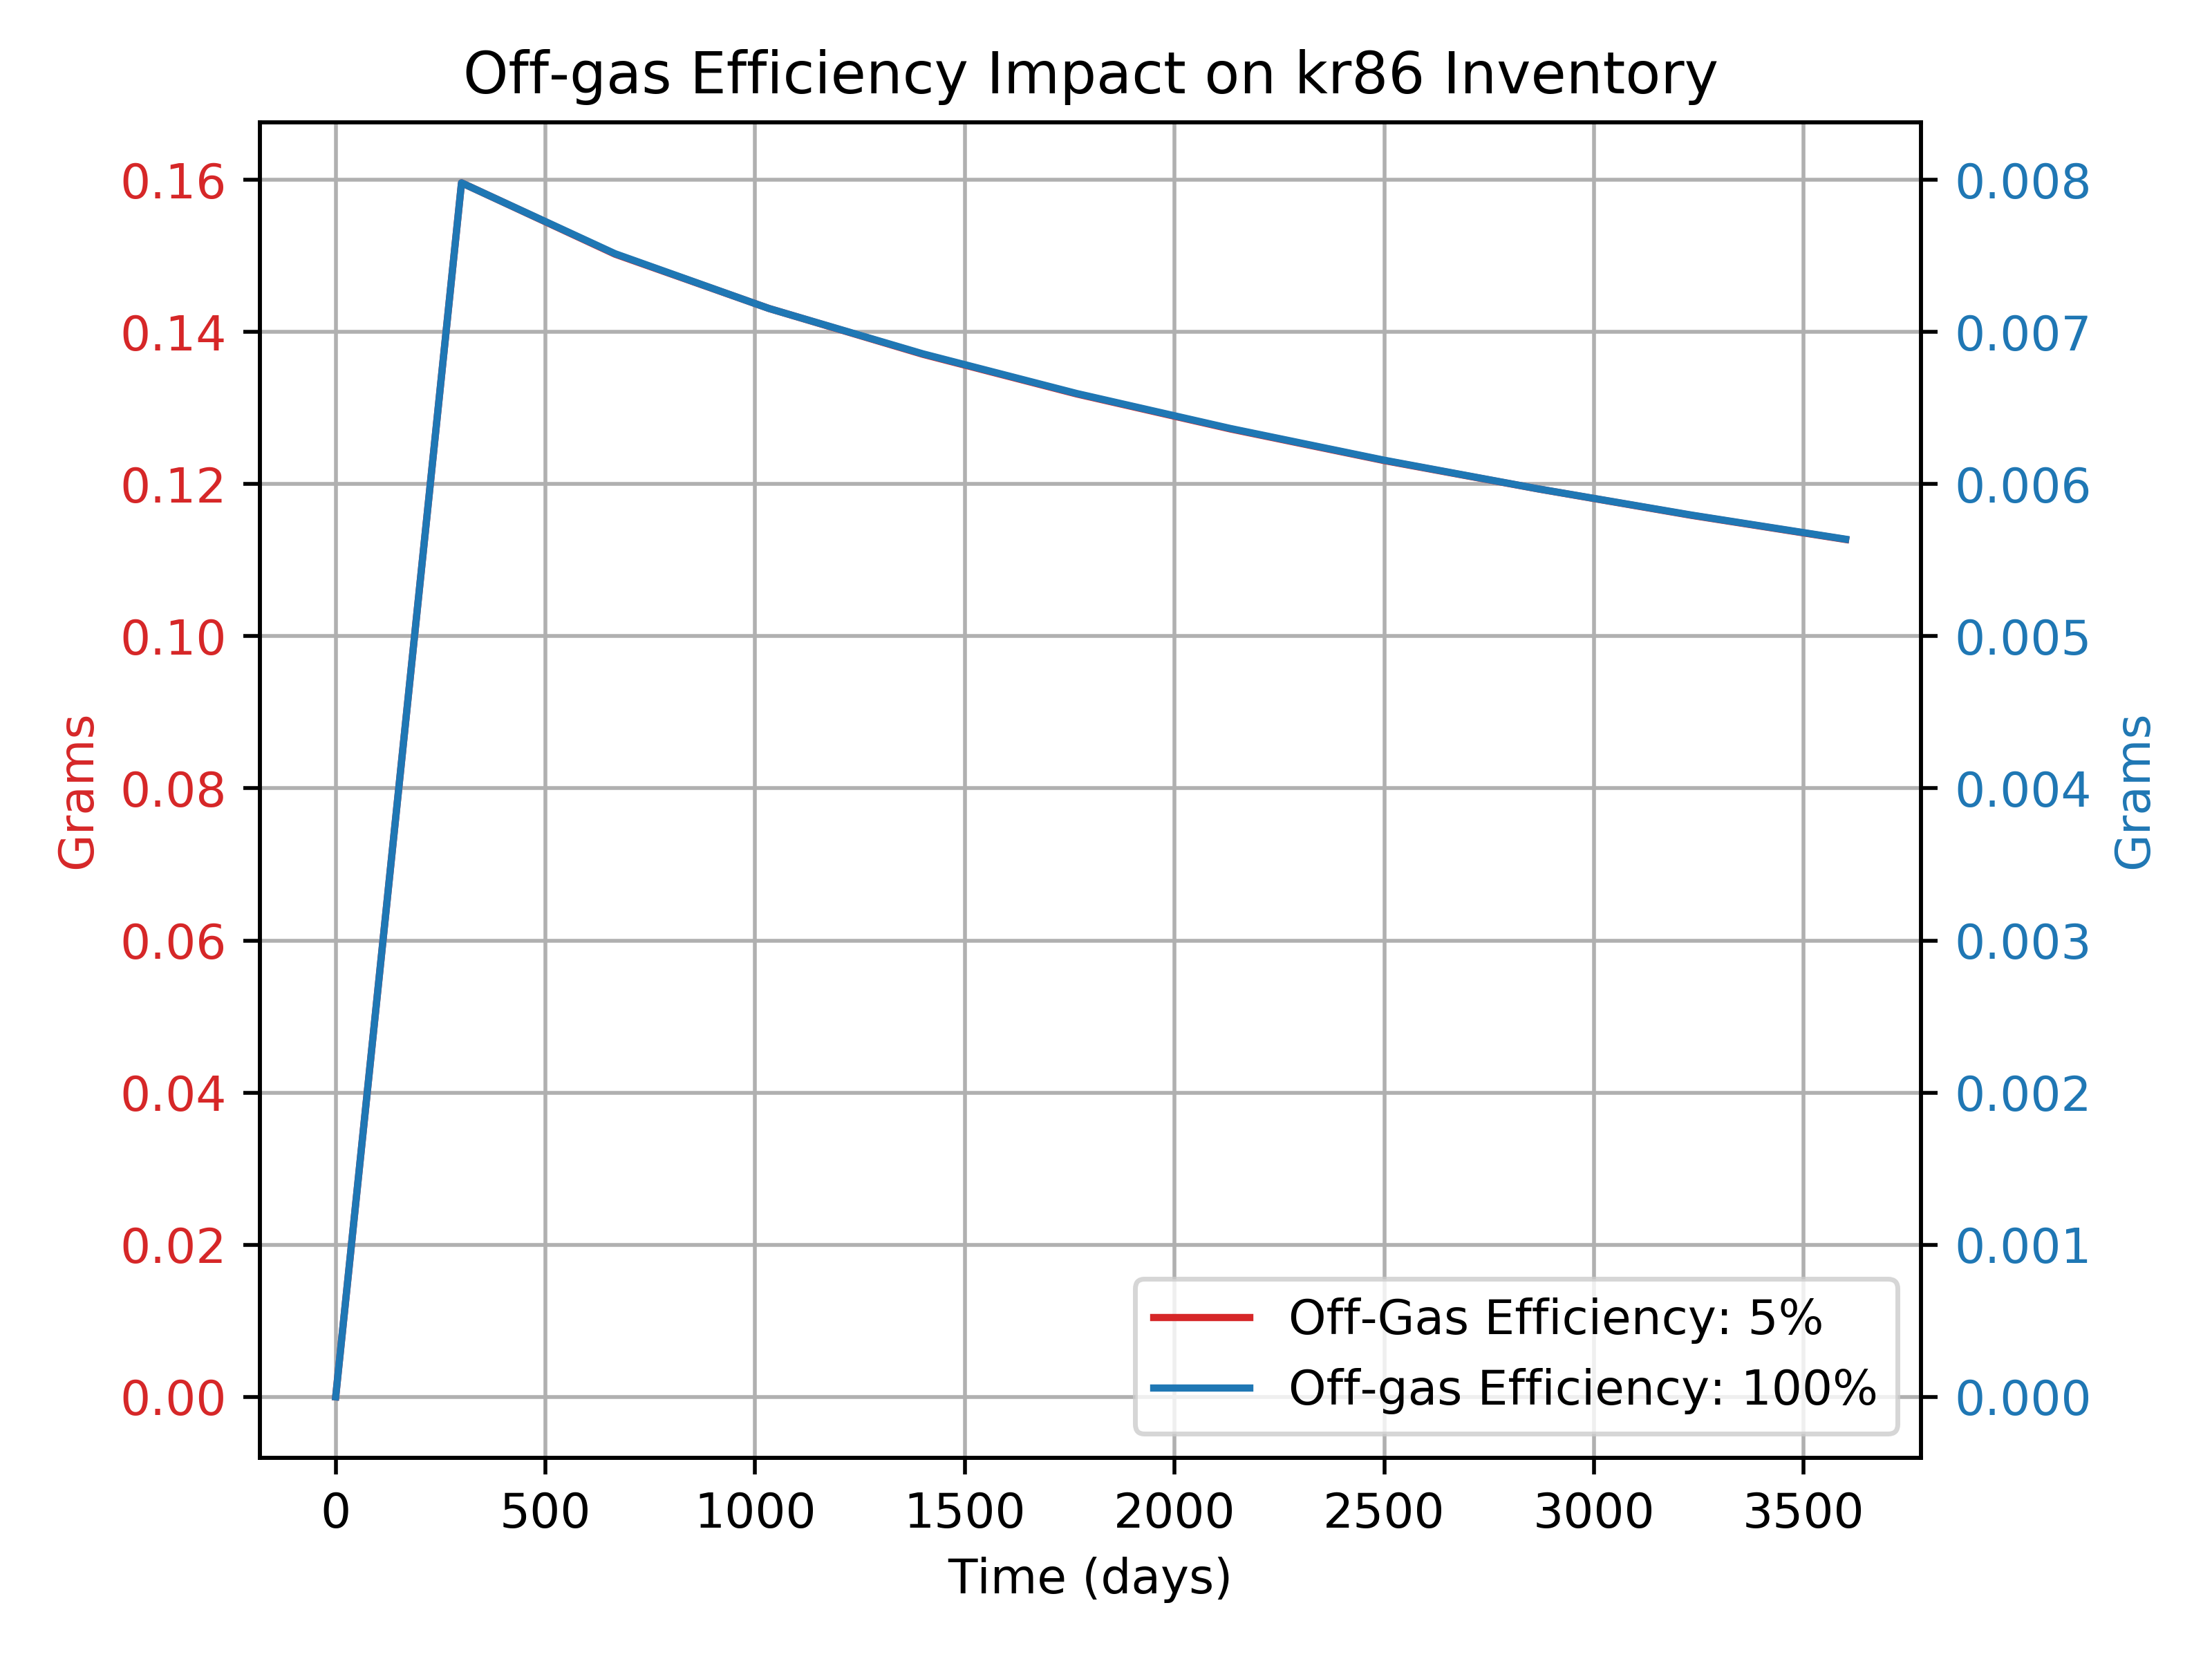 Off-gas Efficiency Impact on kr86 Inventory
0.16
0.14
0.12
0.10
0.08
0.06
0.04
0.02
0.00
Grams
0.008
0.007
0.006
0.005
0.004
0.003
0.002
0.001
0.000
Grams
Off-Gas Efficiency: 5%
Off-gas Efficiency: 100%
0 500 1000 1500 2000 2500 3000 3500
Time (days)